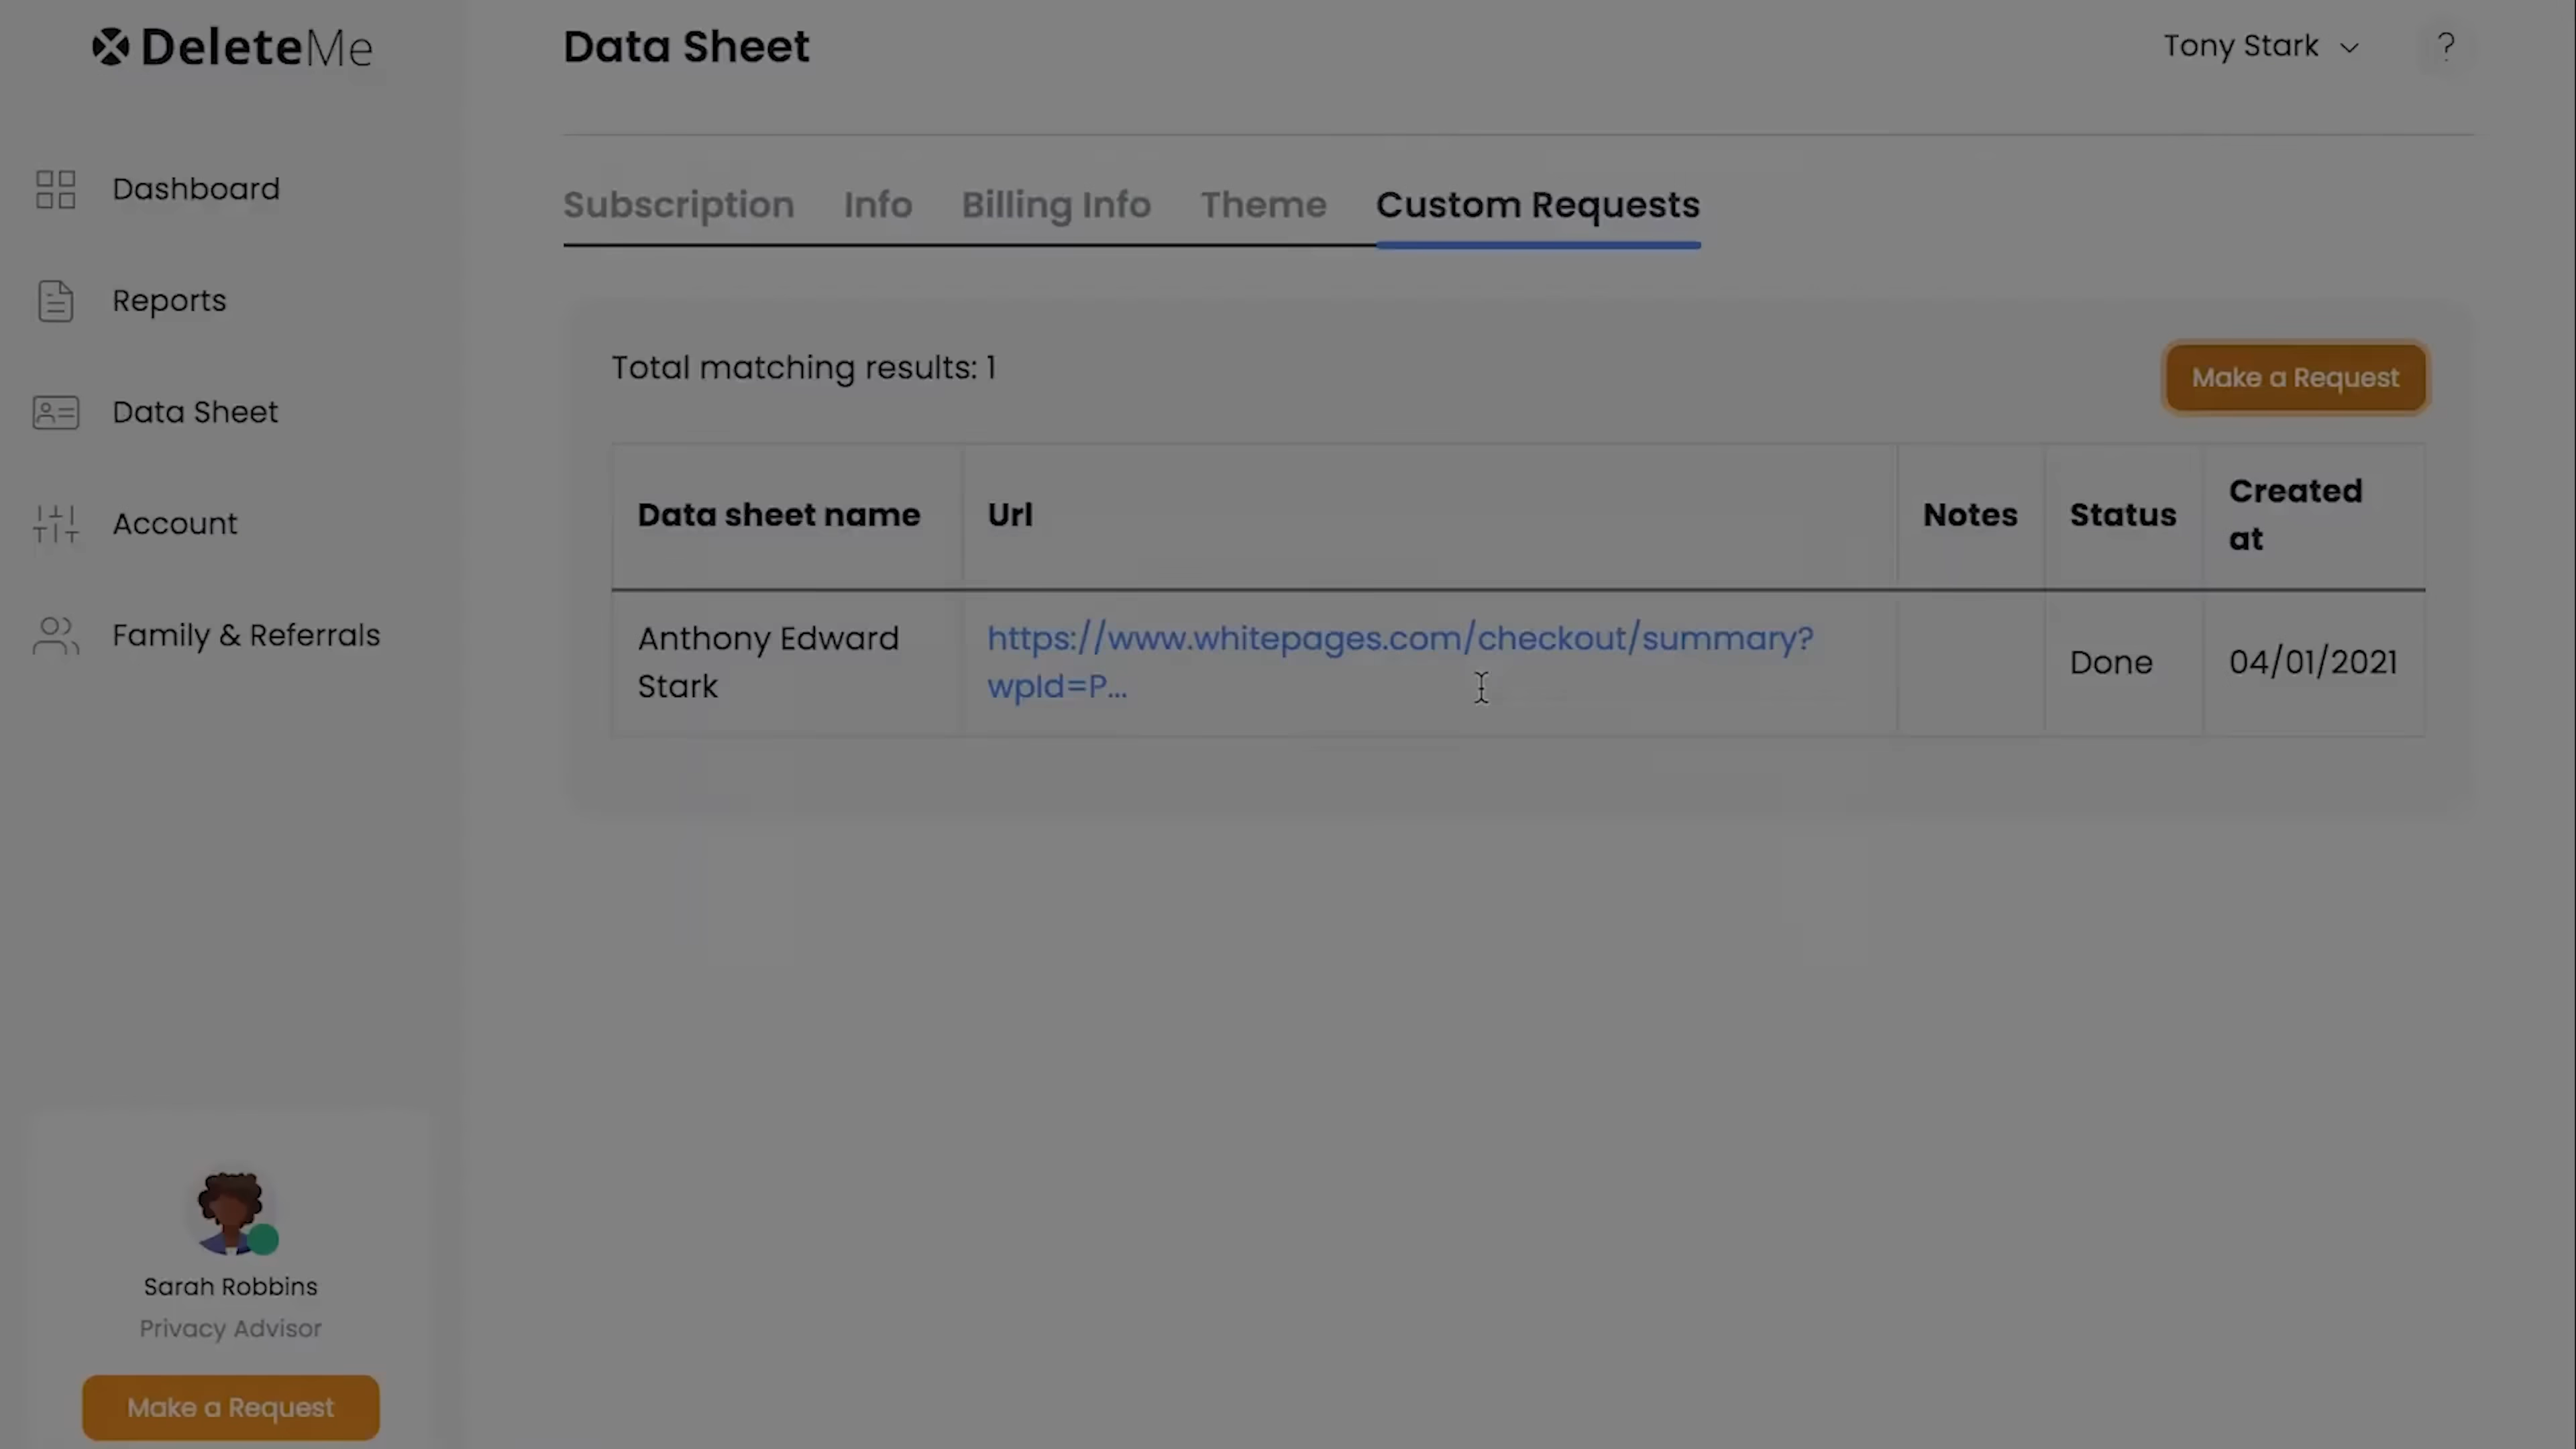 DeleteMe
Data Sheet
Tony Stark
?
Dashboard
Reports
Data Sheet
Account
Family & Referrals
Subscription Info Billing Info Theme Custom Requests
Total matching results: 1
Make a Request
Data sheet name Url Notes Status Created
at
Anthony Edward
Stark
https://www.whitepages.com/checkout/summary?
wpId=P...
Done
04/01/2021
Sarah Robbins
Privacy Advisor
Make a Request